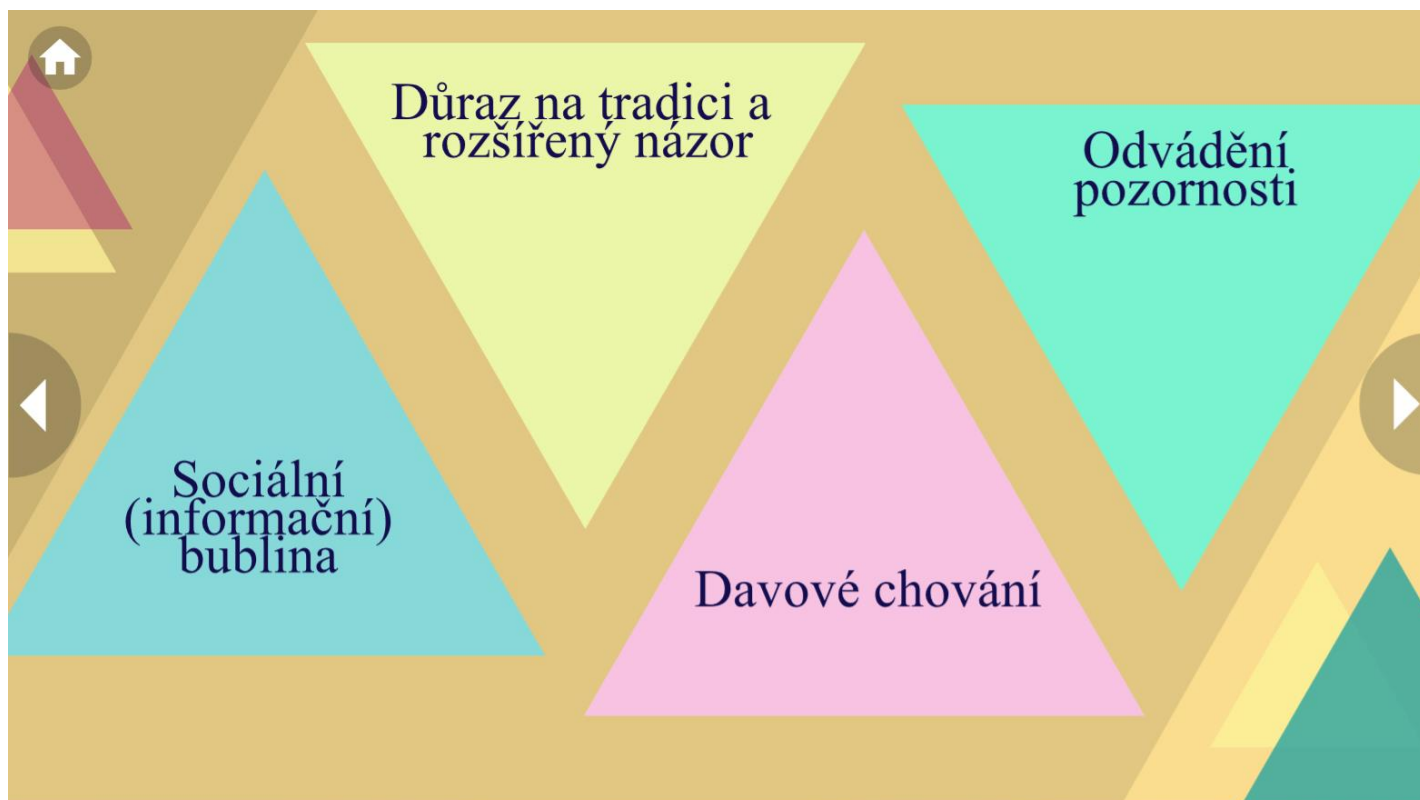 Důraz na tradici a
rozšířený názor
Odvádění
pozornosti
Sociální
(informační)
bublina
Davové chování